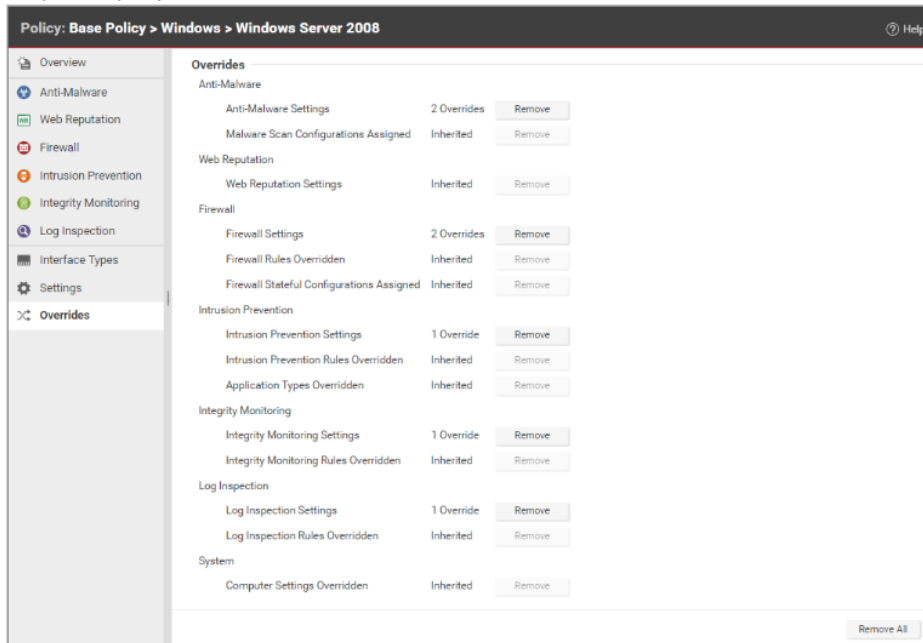 Policy: Base Policy > Windows > Windows Server 2008
Help
Overview
Anti-Malware
Web Reputation
Firewall
Intrusion Prevention
Integrity Monitoring
Log Inspection
Interface Types
Settings
Overrides
Overrides
Anti-Malware
Anti-Malware Settings 2 Overrides Remove
Malware Scan Configurations Assigned Inherited Remove
Web Reputation
Web Reputation Settings Inherited Remove
Firewall
Firewall Settings 2 Overrides Remove
Firewall Rules Overridden Inherited Remove
Firewall Stateful Configurations Assigned Inherited Remove
Intrusion Prevention
Intrusion Prevention Settings 1 Override Remove
Intrusion Prevention Rules Overridden Inherited Remove
Application Types Overridden Inherited Remove
Integrity Monitoring
Integrity Monitoring Settings 1 Override Remove
Integrity Monitoring Rules Overridden Inherited Remove
Log Inspection
Log Inspection Settings 1 Override Remove
Log Inspection Rules Overridden Inherited Remove
System
Computer Settings Overridden Inherited Remove
Remove All